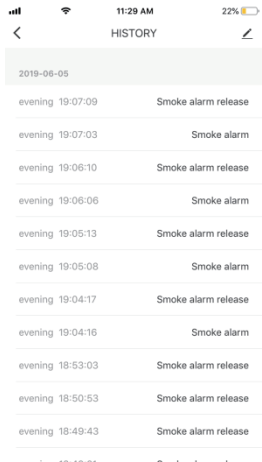 11:29 AM 22%
HISTORY
2019-06-05
evening 19:07:09 Smoke alarm release
evening 19:07:03 Smoke alarm
evening 19:06:10 Smoke alarm release
evening 19:06:06 Smoke alarm
evening 19:05:13 Smoke alarm release
evening 19:05:08 Smoke alarm
evening 19:04:17 Smoke alarm release
evening 19:04:16 Smoke alarm
evening 18:53:03 Smoke alarm release
evening 18:50:53 Smoke alarm release
evening 18:49:43 Smoke alarm release